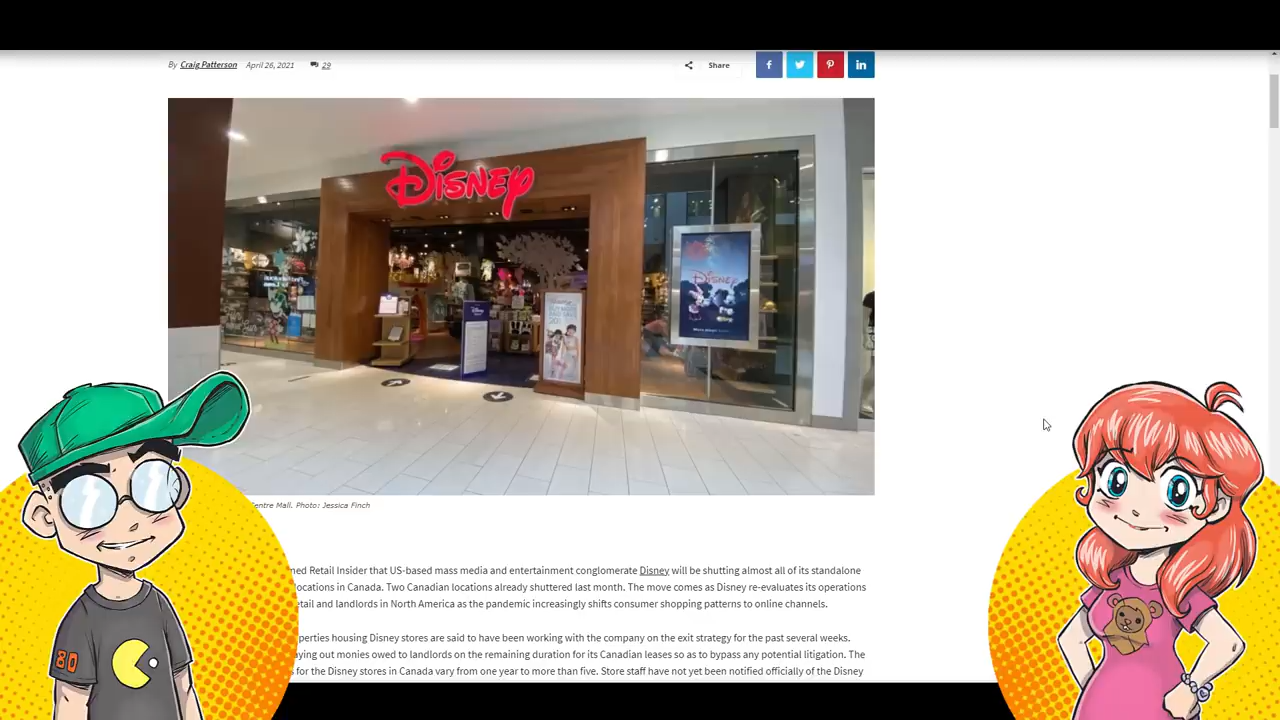 By Craig Patterson April 26, 2021 29
Share
DISNEY
DISNEY
entre Mall. Photo: Jessica Finch
ned Retail Insider that US-based mass media and entertainment conglomerate Disney will be shutting almost all of its standalone
ocations in Canada. Two Canadian locations already shuttered last month. The move comes as Disney re-evaluates its operations
etail and landlords in North America as the pandemic increasingly shifts consumer shopping patterns to online channels.
perties housing Disney stores are said to have been working with the company on the exit strategy for the past several weeks.
aying out monies owed to landlords on the remaining duration for its Canadian leases so as to bypass any potential litigation. The
for the Disney stores in Canada vary from one year to more than five. Store staff have not yet been notified officially of the Disney
80